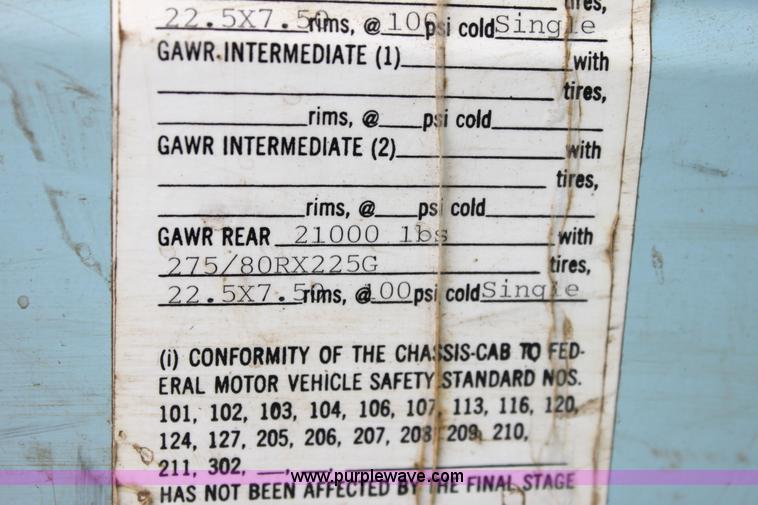 tires,
22.5X7.50 rims, @ 100 psi cold Single
GAWR INTERMEDIATE (1) with
tires,
rims, @ psi cold
GAWR INTERMEDIATE (2) with
tires,
rims, @ psi cold
GAWR REAR 21000 lbs with
275/80RX225G tires,
22.5X7.50 rims, @ 100 psi cold Single
(i) CONFORMITY OF THE CHASSIS-CAB TO FED-
ERAL MOTOR VEHICLE SAFETY STANDARD NOS.
101, 102, 103, 104, 106, 107, 113, 116, 120,
124, 127, 205, 206, 207, 208, 209, 210,
211, 302, —,
www.purplewave.com
HAS NOT BEEN AFFECTED BY THE FINAL STAGE